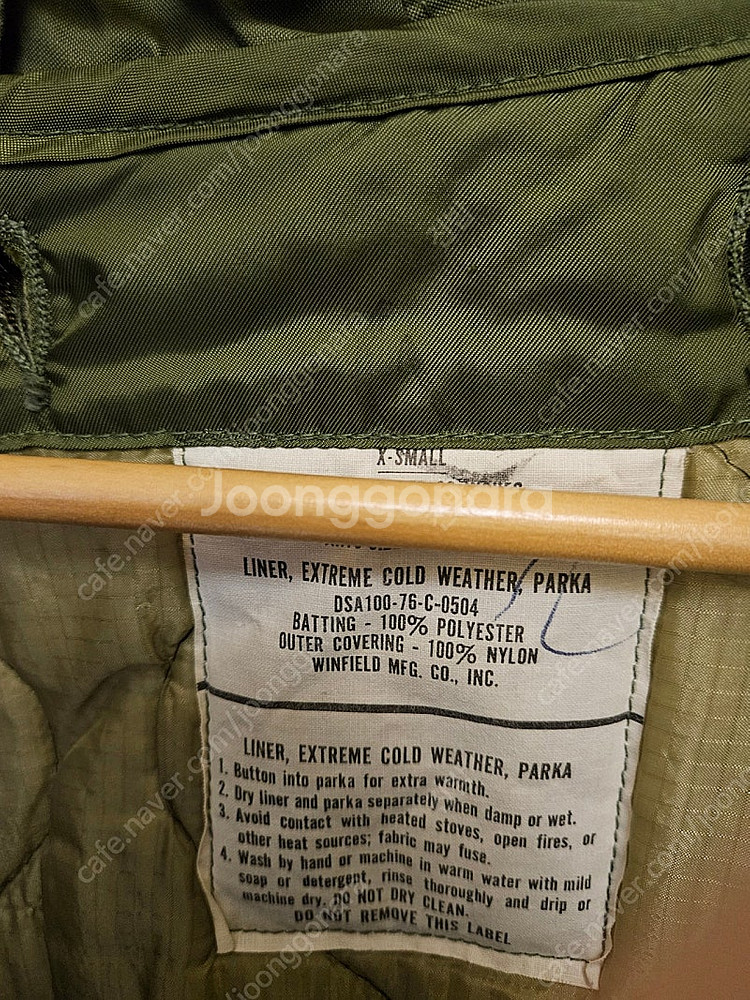 X-SMALL
Joonggonara
LINER, EXTREME COLD WEATHER, PARKA
DSA100-76-C-0504
BATTING - 100% POLYESTER
OUTER COVERING - 100% NYLON
WINFIELD MFG. CO., INC.
LINER, EXTREME COLD WEATHER, PARKA
1. Button into parka for extra warmth.
2. Dry liner and parka separately when damp or wet.
3. Avoid contact with heated stoves, open fires, or
other heat sources; fabric may fuse.
4. Wash by hand or machine in warm water with mild
soap or detergent, rinse thoroughly and drip or
machine dry. DO NOT DRY CLEAN.
DO NOT REMOVE THIS LABEL
cafe.naver.com/joonggonara